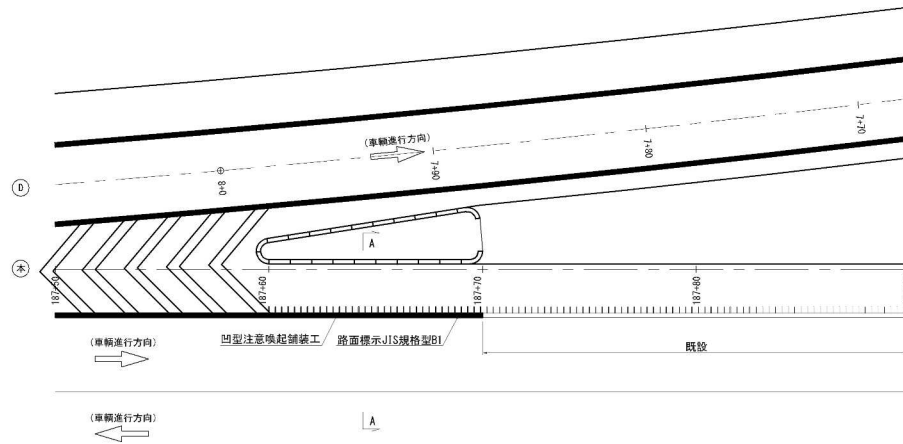 7+70
7+80
(車輌進行方向)
7+90
8+0
D
A
本
187+50
187+60
187+70
187+80
凹型注意喚起舗装工
路面標示JIS規格型B1
(車輌進行方向)
既設
(車輌進行方向)
A